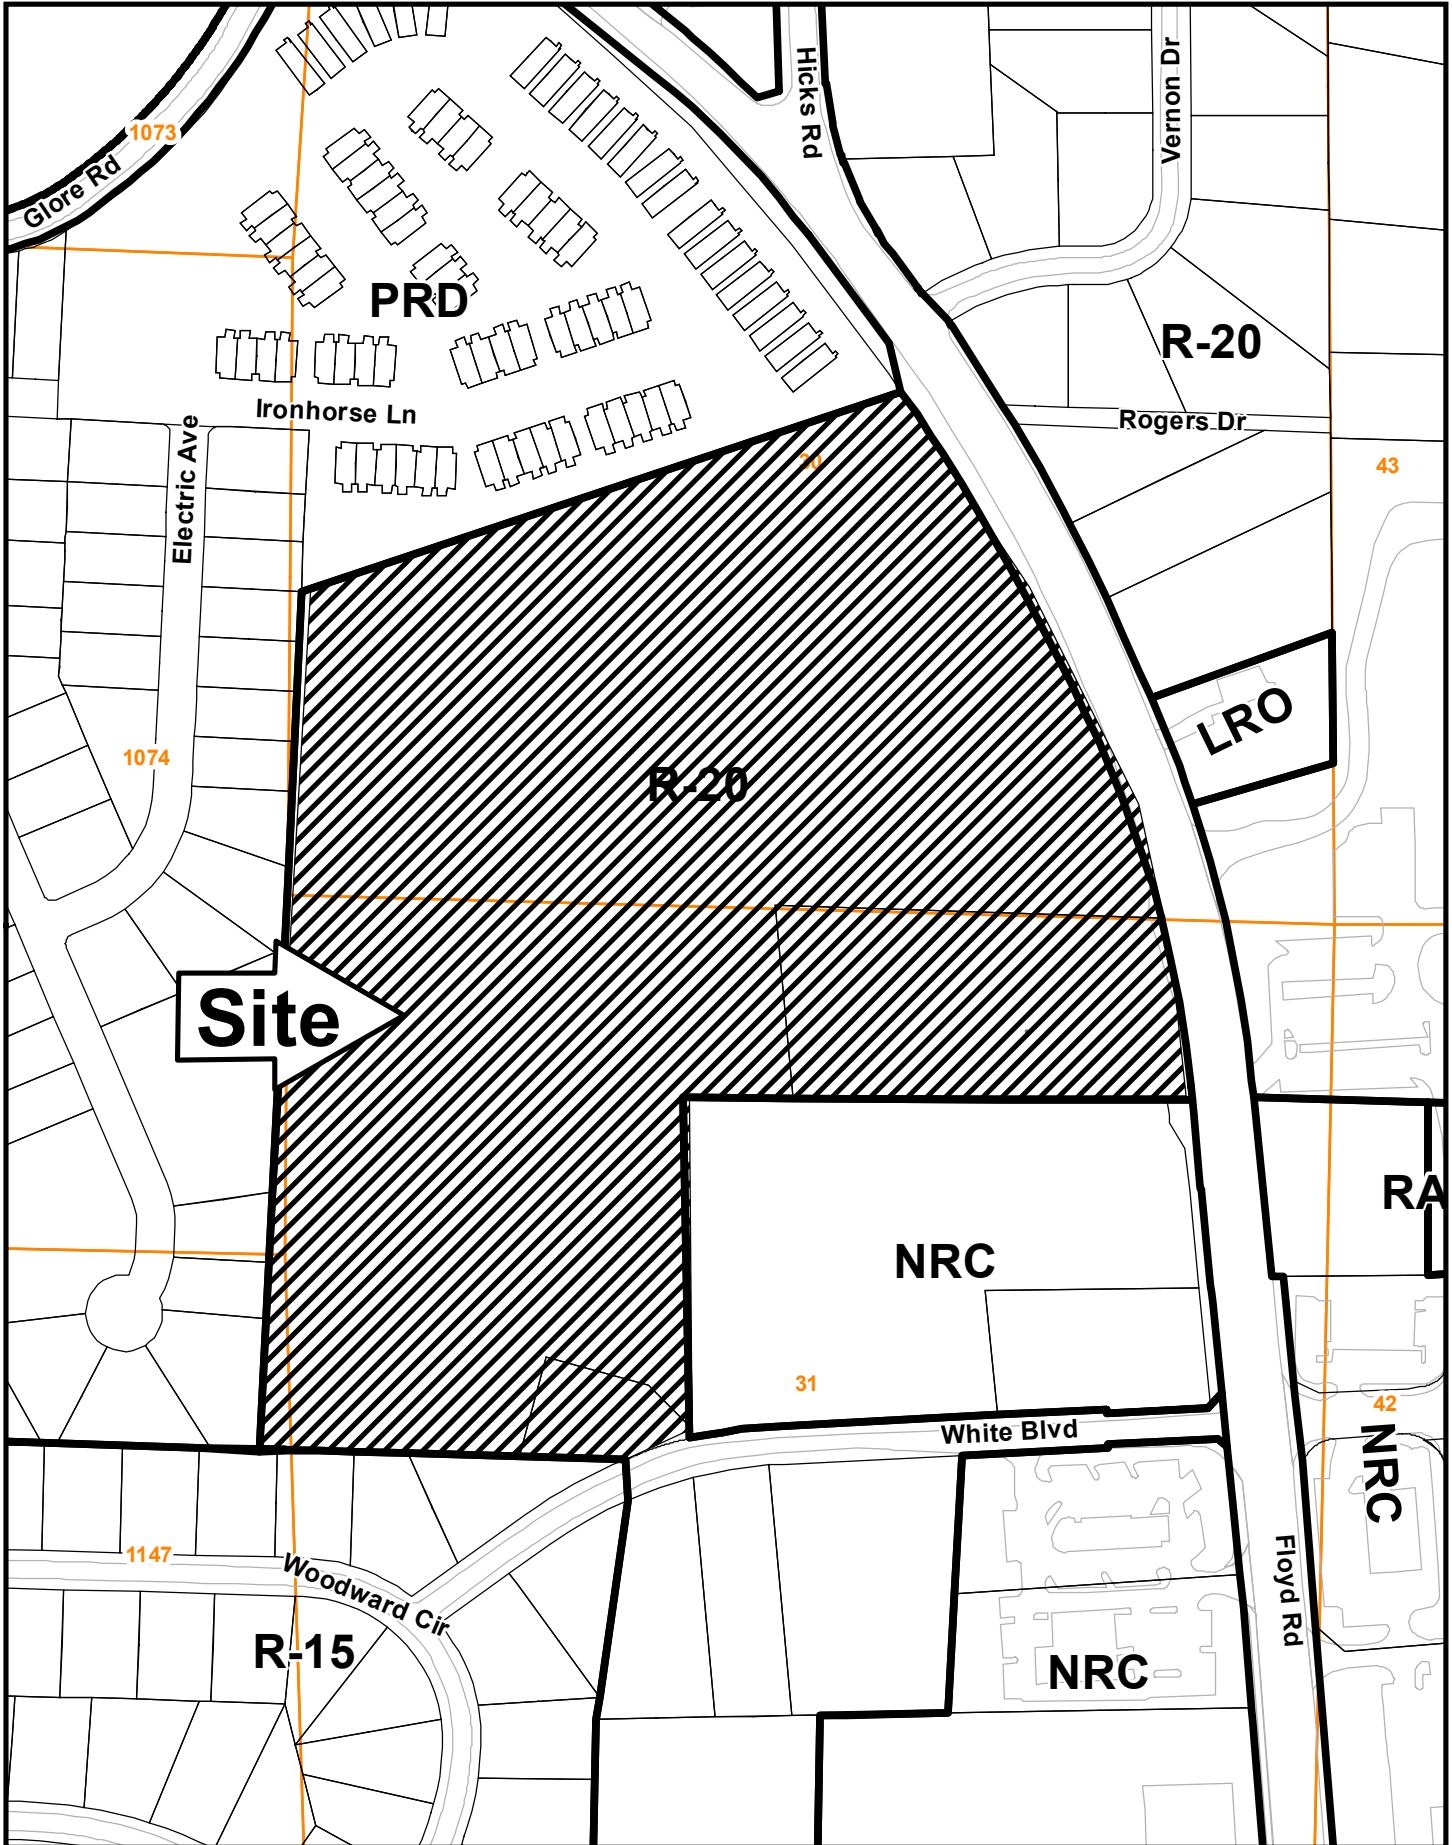 Hicks Rd
Vernon Dr
1073
Glore Rd
PRD
R-20
Ironhorse Ln
Rogers Dr
Electric Ave
30
43
LRO
1074
R-20
Site
RA
NRC
31
42
White Blvd
NRC
1147
Woodward Cir
Floyd Rd
R-15
NRC